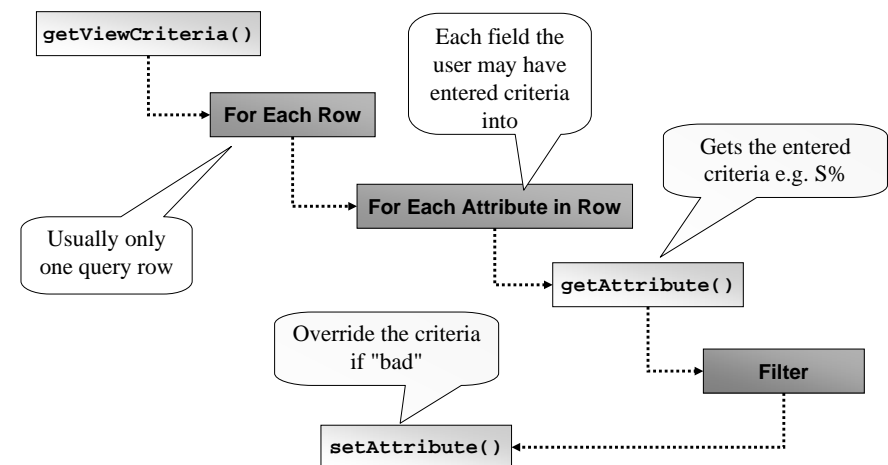 getViewCriteria()
Each field the
user may have
entered criteria
into
For Each Row
Gets the entered
criteria e.g. S%
For Each Attribute in Row
Usually only
one query row
getAttribute()
Override the criteria
if "bad"
Filter
setAttribute()